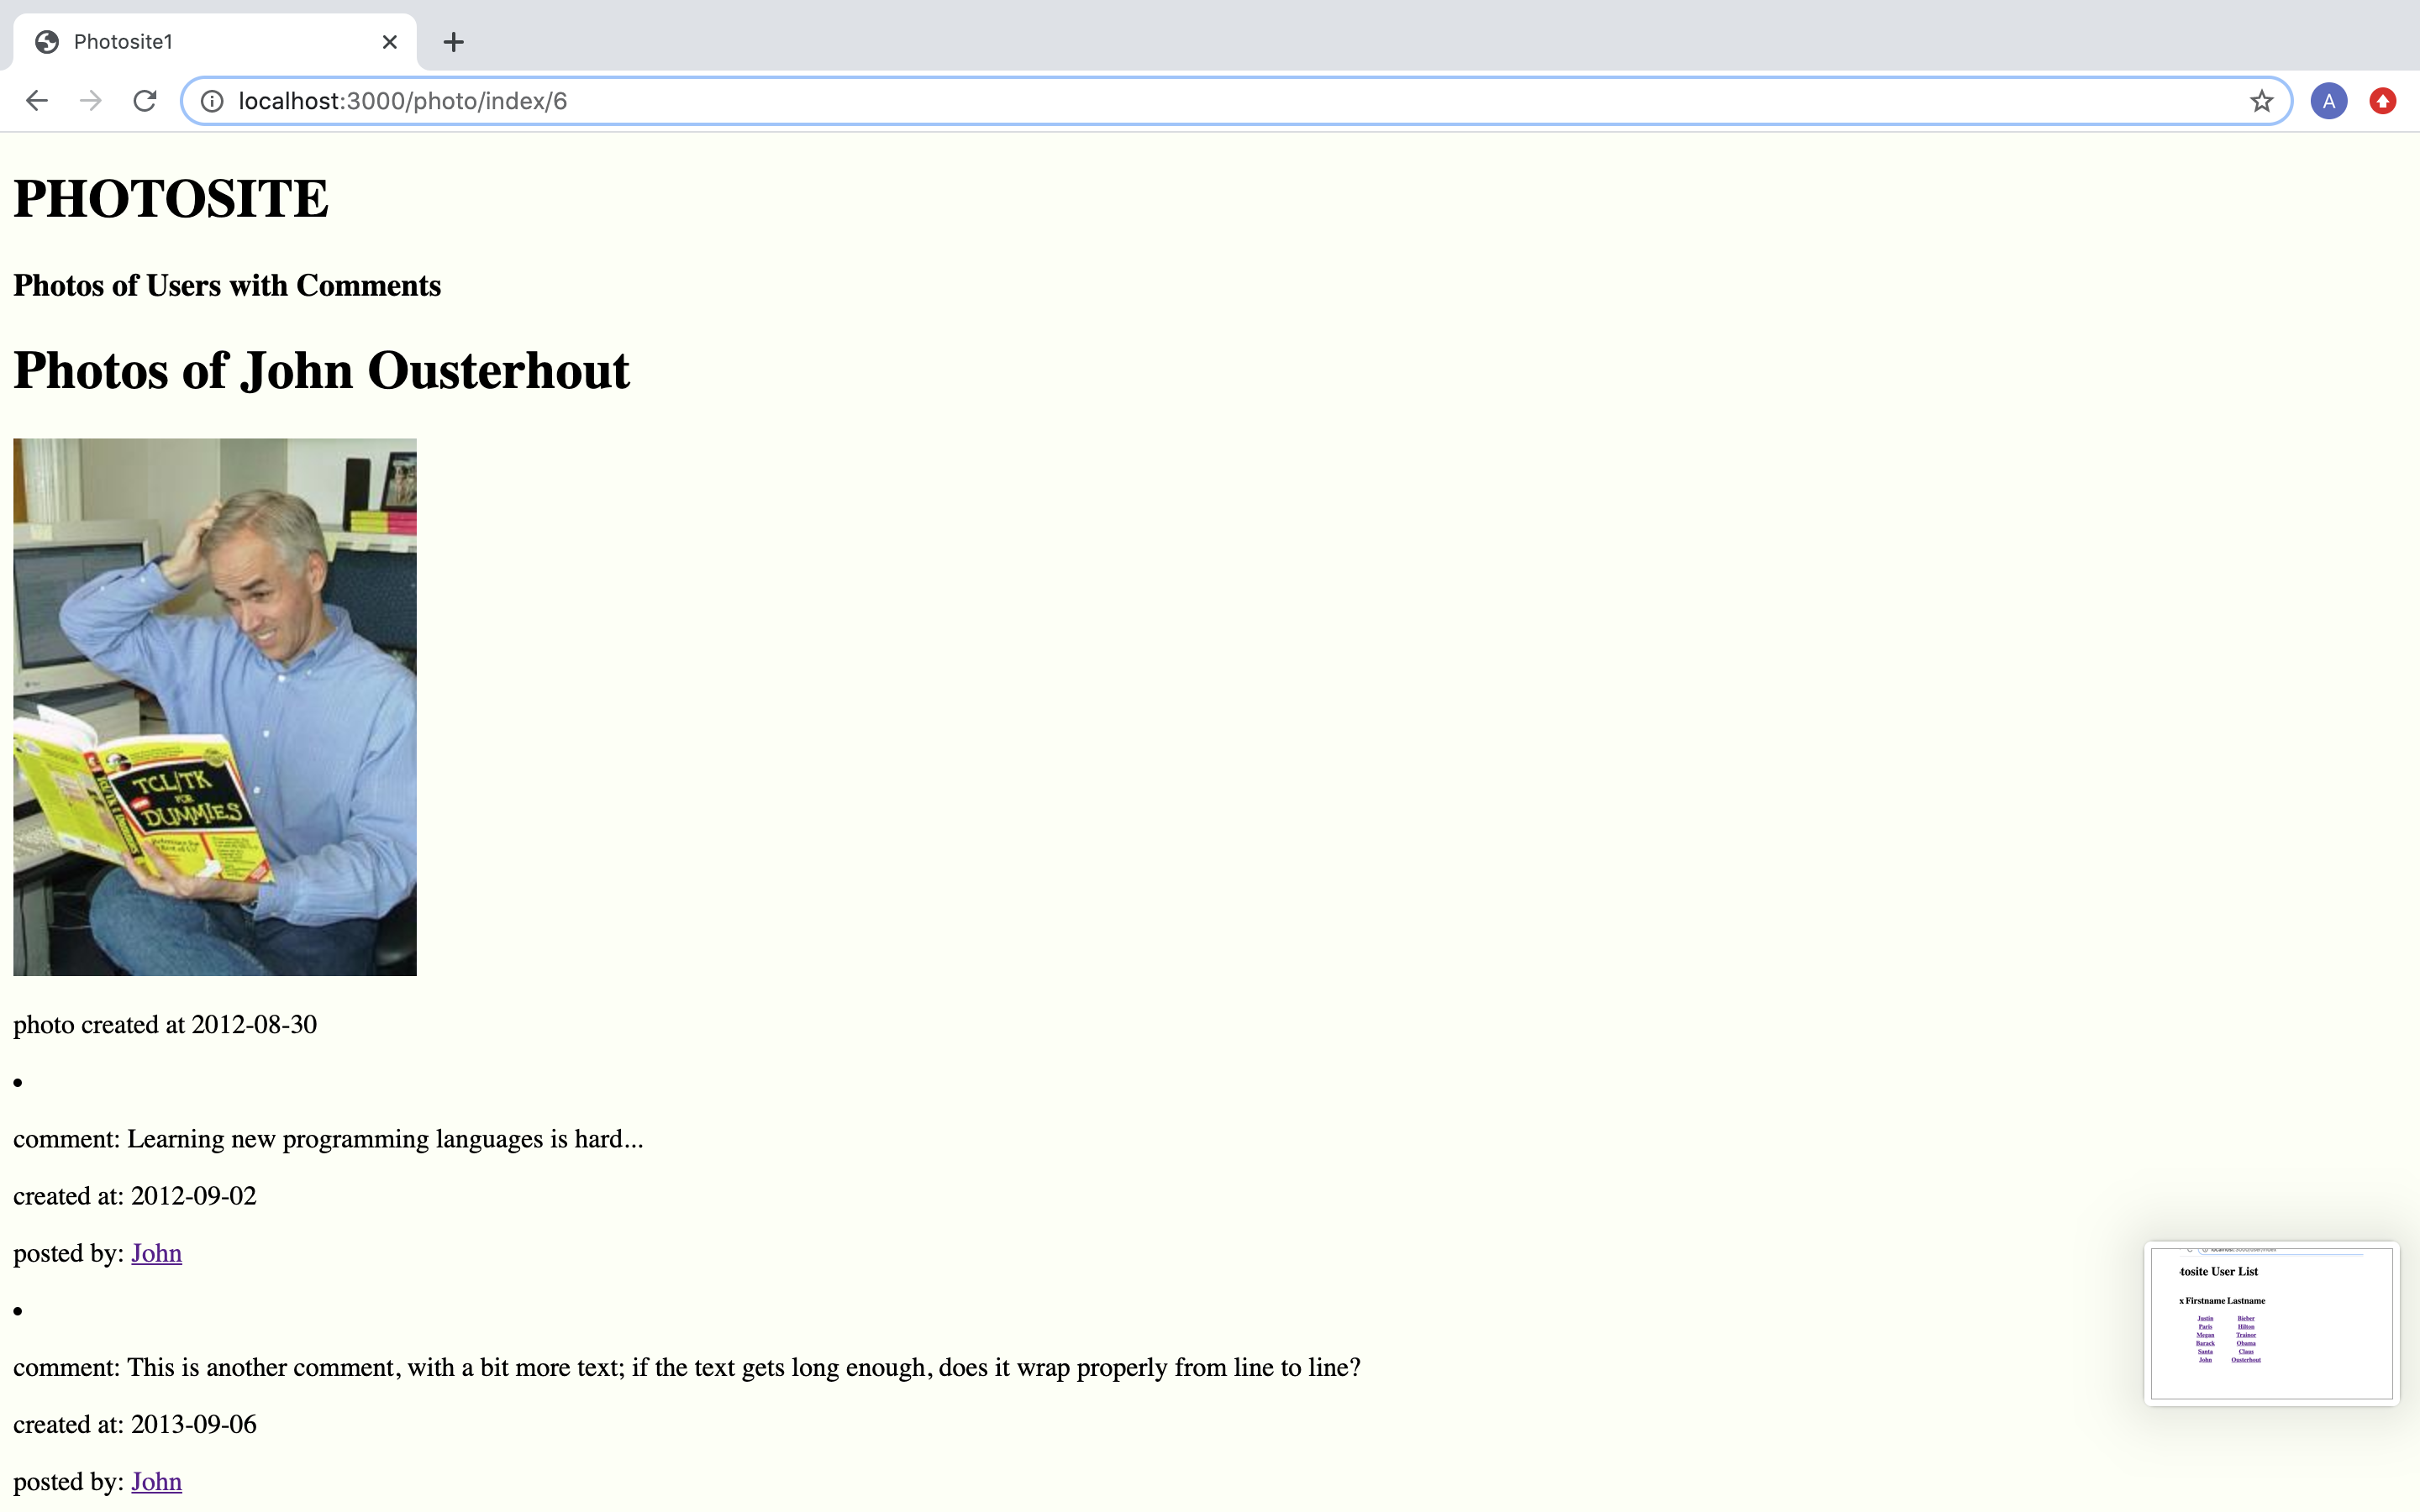 Photosite1
localhost:3000/photo/index/6
A
PHOTOSITE
Photos of Users with Comments
Photos of John Ousterhout
TCL/TK
FOR
DUMMIES
photo created at 2012-08-30
comment: Learning new programming languages is hard...
created at: 2012-09-02
posted by: John
comment: This is another comment, with a bit more text; if the text gets long enough, does it wrap properly from line to line?
created at: 2013-09-06
posted by: John
tosite User List
x Firstname Lastname
Justin Bieber
Paris Hilton
Megan Trainor
Barack Obama
Santa Claus
John Ousterhout